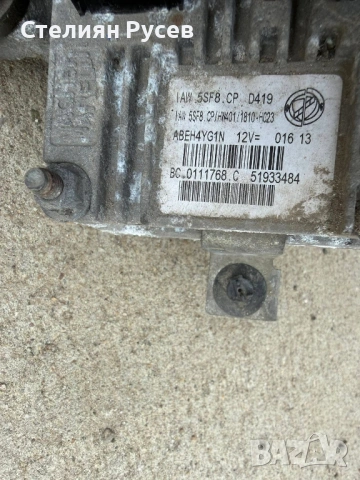 Стелиян Русев
IAW 5SF8.CP D419
IAW 5SF8.CP/HW401/1810-HC23
ABEH4YG1N 12V= 016 13
BC.0111768.C 51933484
BAZAR